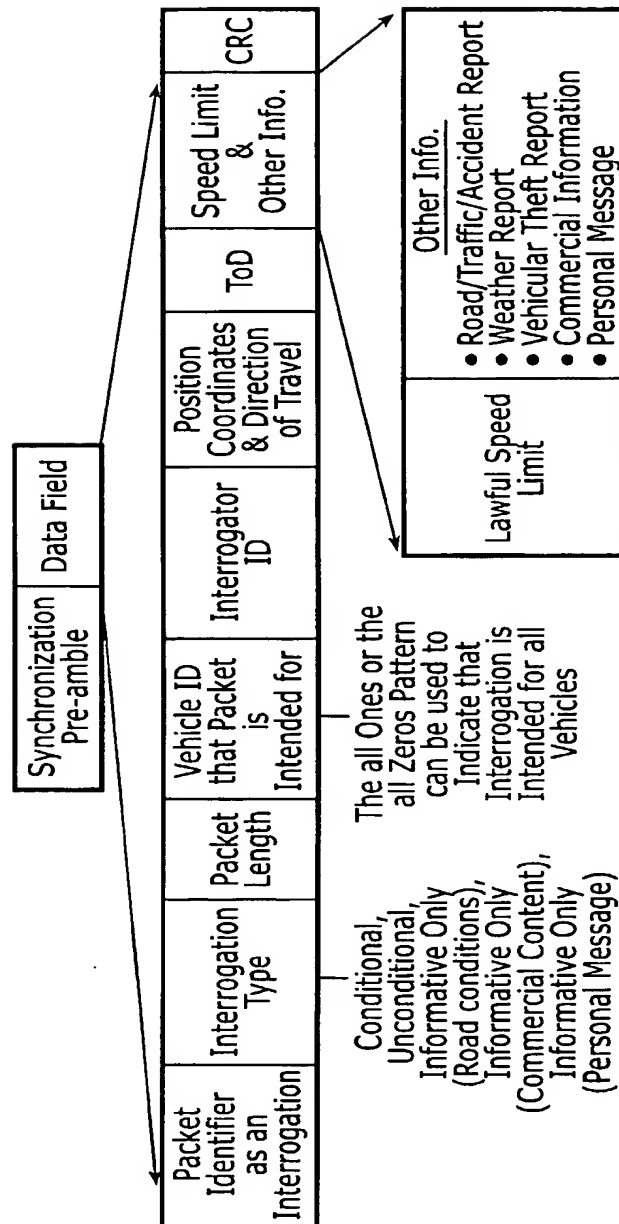 Synchronization
Pre-amble
Data Field
Packet
Identifier
as an
Interrogation
Interrogation
Type
Packet
Length
Vehicle ID
that Packet
is
Intended for
Interrogator
ID
Position
Coordinates
& Direction
of Travel
ToD
Speed Limit
&
Other Info.
CRC
Conditional,
Unconditional,
Informative Only
(Road conditions),
Informative Only
(Commercial Content),
Informative Only
(Personal Message)
The all Ones or the
all Zeros Pattern
can be used to
Indicate that
Interrogation is
Intended for all
Vehicles
Lawful Speed
Limit
Other Info.
• Road/Traffic/Accident Report
• Weather Report
• Vehicular Theft Report
• Commercial Information
• Personal Message